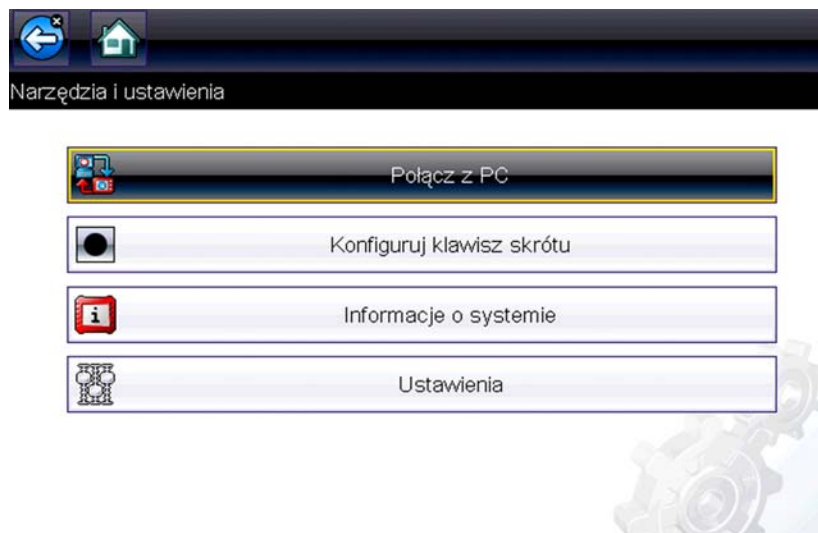 Narzędzia i ustawienia
Połącz z PC
Konfiguruj klawisz skrótu
Informacje o systemie
Ustawienia